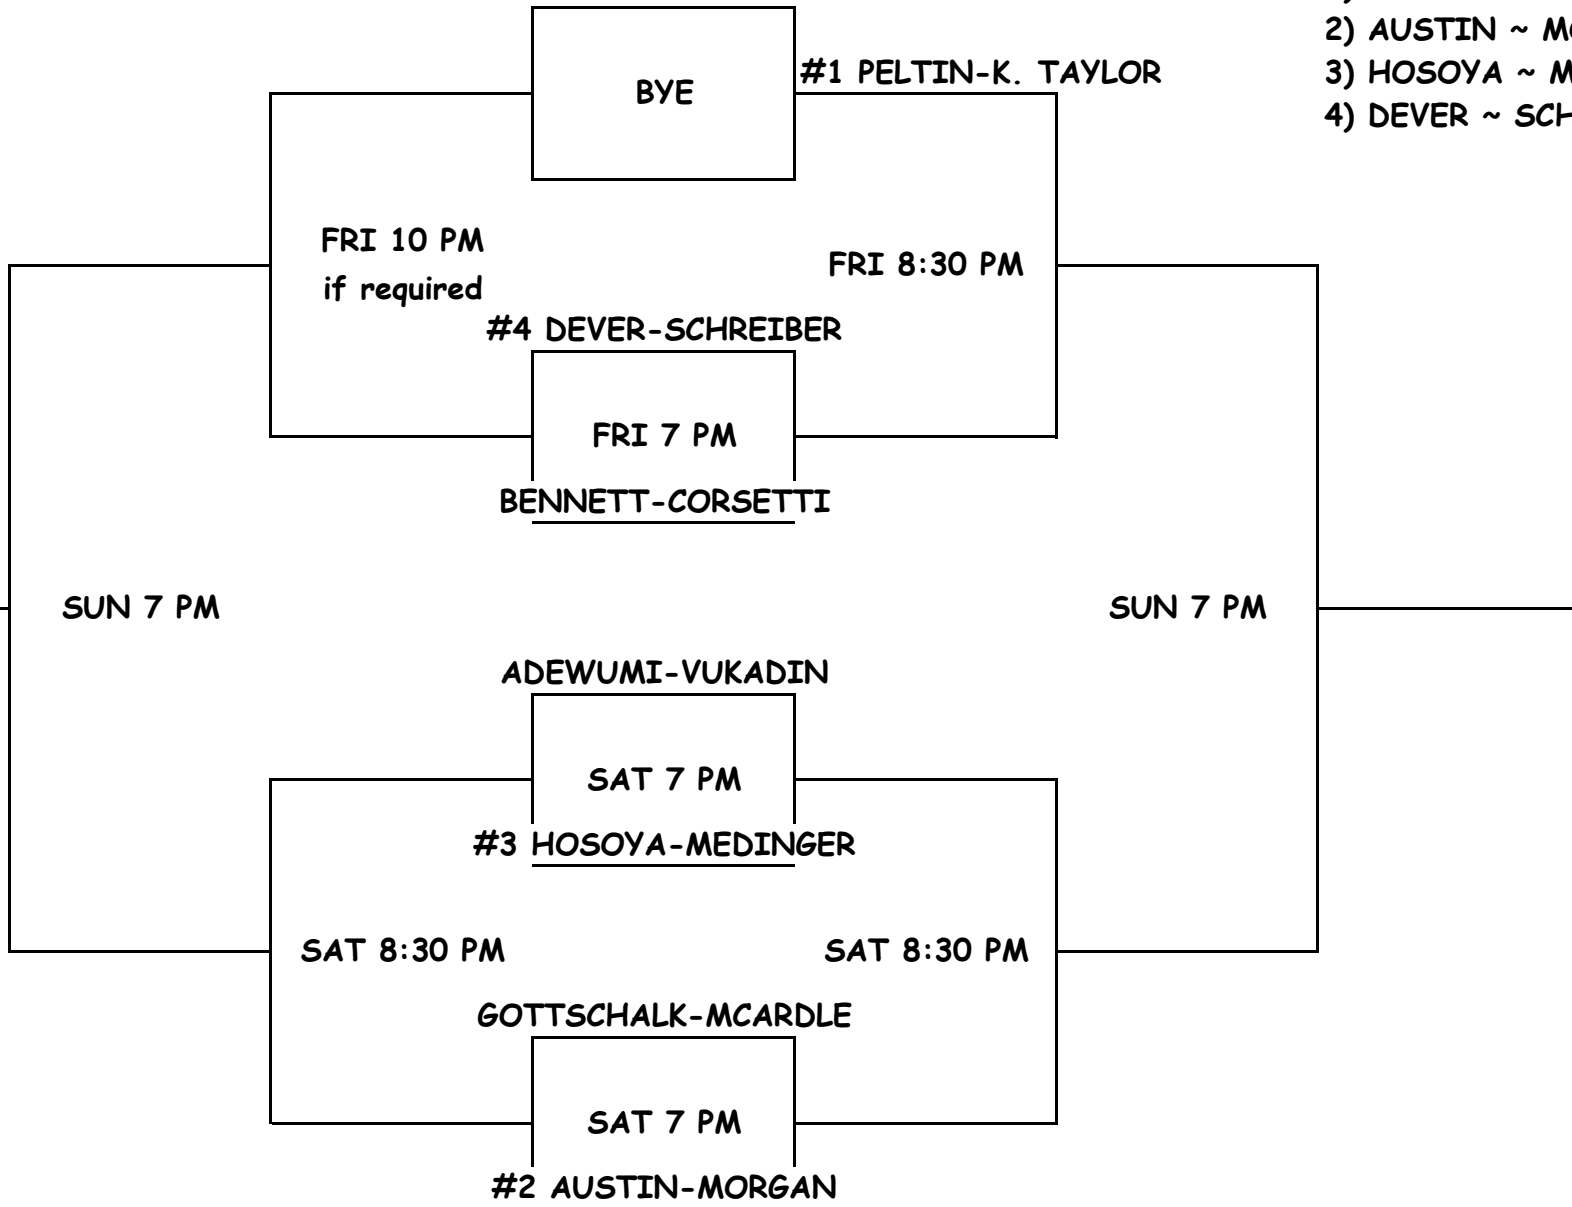 2) AUSTIN ~
#1 PELTIN-K. TAYLOR
3) HOSOYA ~
BYE
4) DEVER ~
FRI 10 PM
if required
FRI 8:30 PM
#4 DEVER-SCHREIBER
FRI 7 PM
BENNETT-CORSETTI
SUN 7 PM
SUN 7 PM
ADEWUMI-VUKADIN
SAT 7 PM
#3 HOSOYA-MEDINGER
SAT 8:30 PM
SAT 8:30 PM
GOTTSCHALK-MCARDLE
SAT 7 PM
#2 AUSTIN-MORGAN